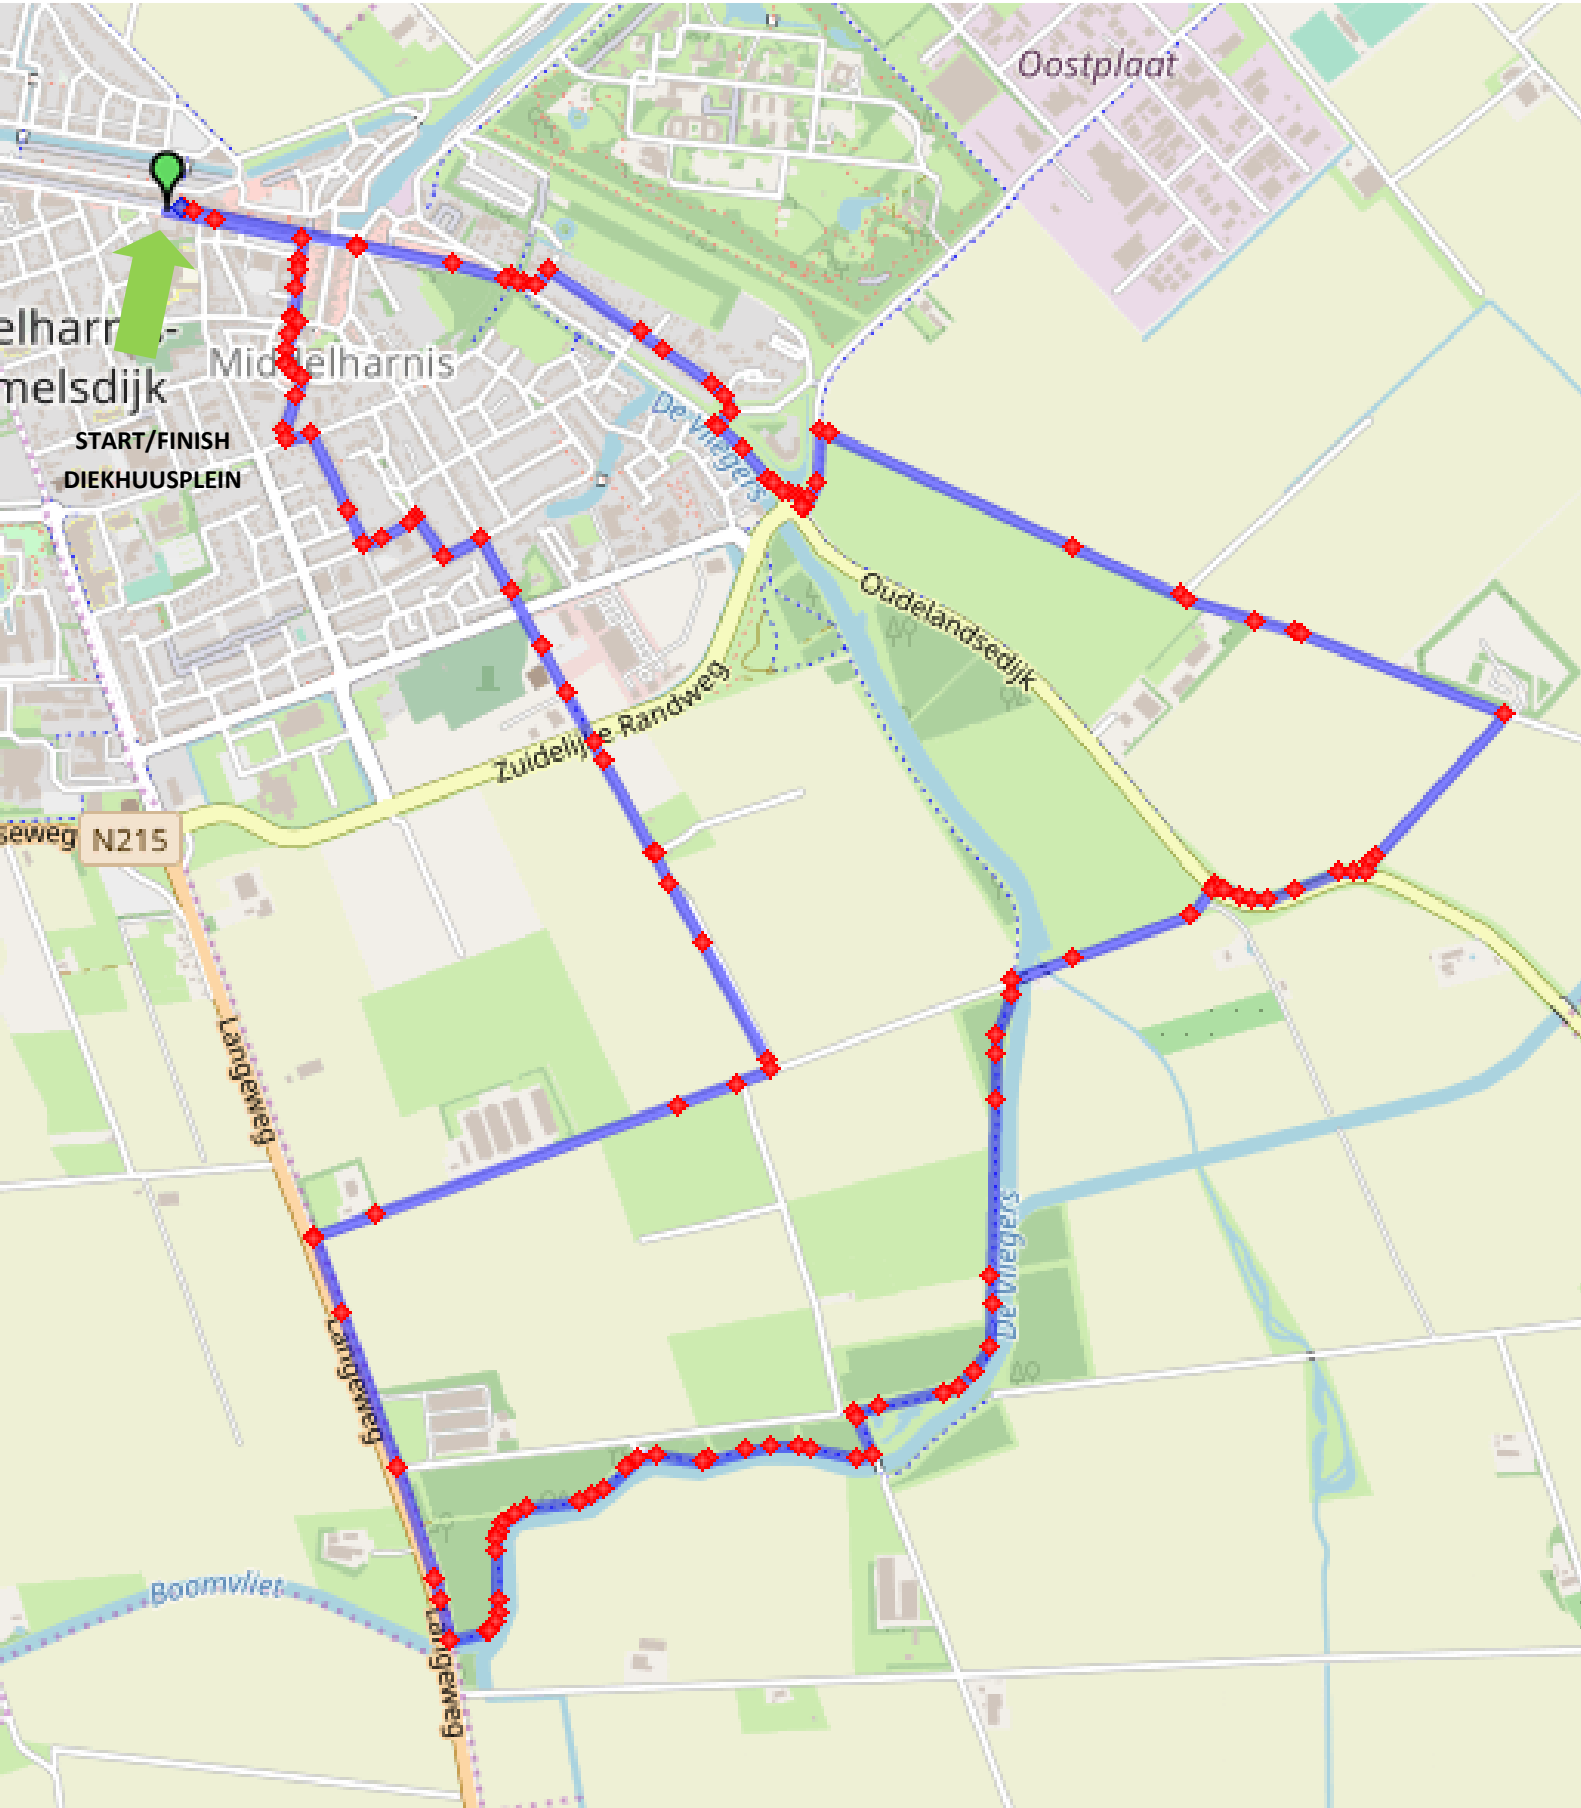 Oostplaat
elharnis-
melsdijk
Middelharnis
START/FINISH
DIEKHUUSPLEIN
De Vliegers
Oudelandsedijk
Zuidelijke Randweg
seweg
N215
Langeweg
De Vliegers
Langeweg
Boomvliet
Langeweg